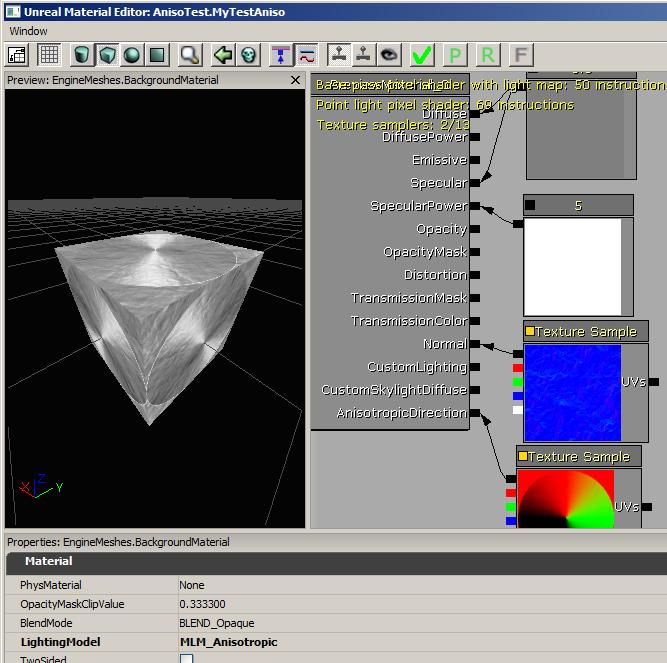 Unreal Material Editor: AnisoTest.MyTestAniso
Window
P R F
Preview: EngineMeshes.BackgroundMaterial
Base pass pixel shader with light map: 50 instructions
Point light pixel shader: 69 instructions
Texture samplers: 2/13
Diffuse
DiffusePower
Emissive
Specular
SpecularPower
5
Opacity
OpacityMask
Distortion
TransmissionMask
TransmissionColor
Texture Sample
Normal
CustomLighting
UVs
CustomSkylightDiffuse
AnisotropicDirection
Texture Sample
UVs
X Z Y
Properties: EngineMeshes.BackgroundMaterial
Material
PhysMaterial None
OpacityMaskClipValue 0.333300
BlendMode BLEND_Opaque
LightingModel MLM_Anisotropic
TwoSided